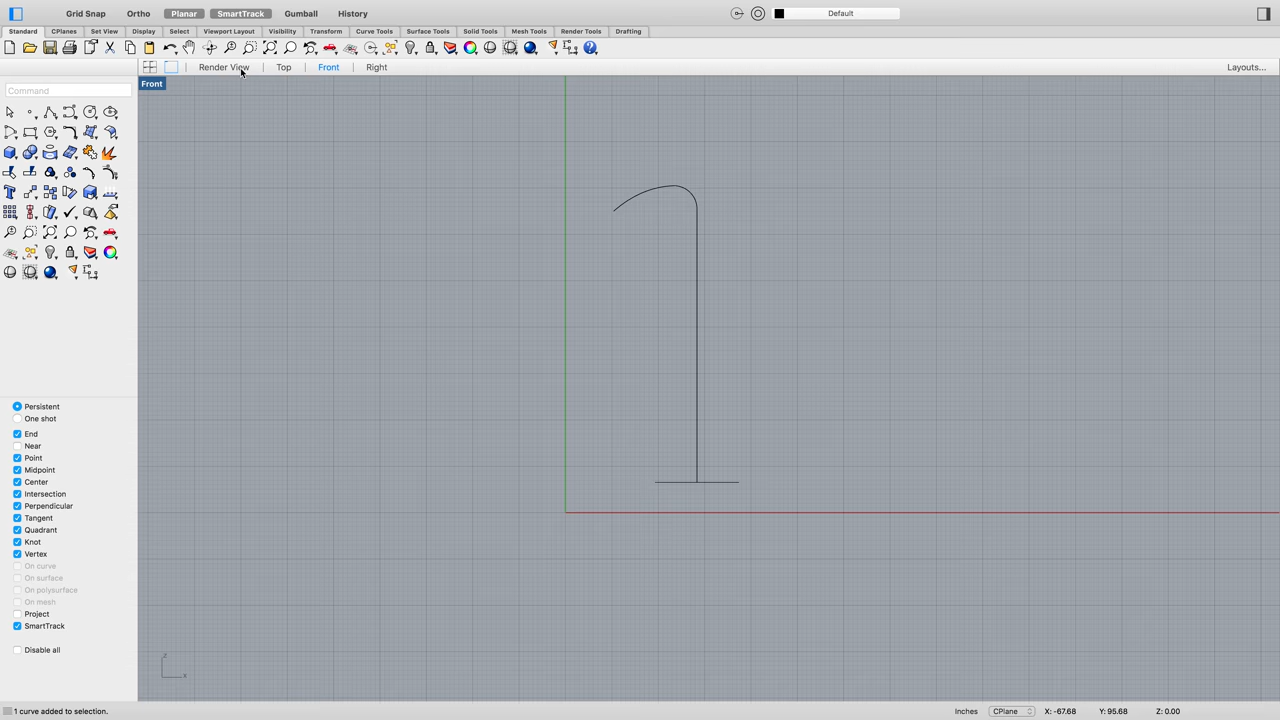 Grid Snap Ortho Planar SmartTrack Gumball History Default
Standard CPlanes Set View Display Select Viewport Layout Visibility Transform Curve Tools Surface Tools Solid Tools Mesh Tools Render Tools Drafting
Render View Top Front Right Layouts...
Front
Command
Persistent
One shot
End
Near
Point
Midpoint
Center
Intersection
Perpendicular
Tangent
Quadrant
Knot
Vertex
On curve
On surface
On polysurface
On mesh
Project
SmartTrack
Disable all
z
x
1 curve added to selection. Inches CPlane X: -67.68 Y: 95.68 Z: 0.00